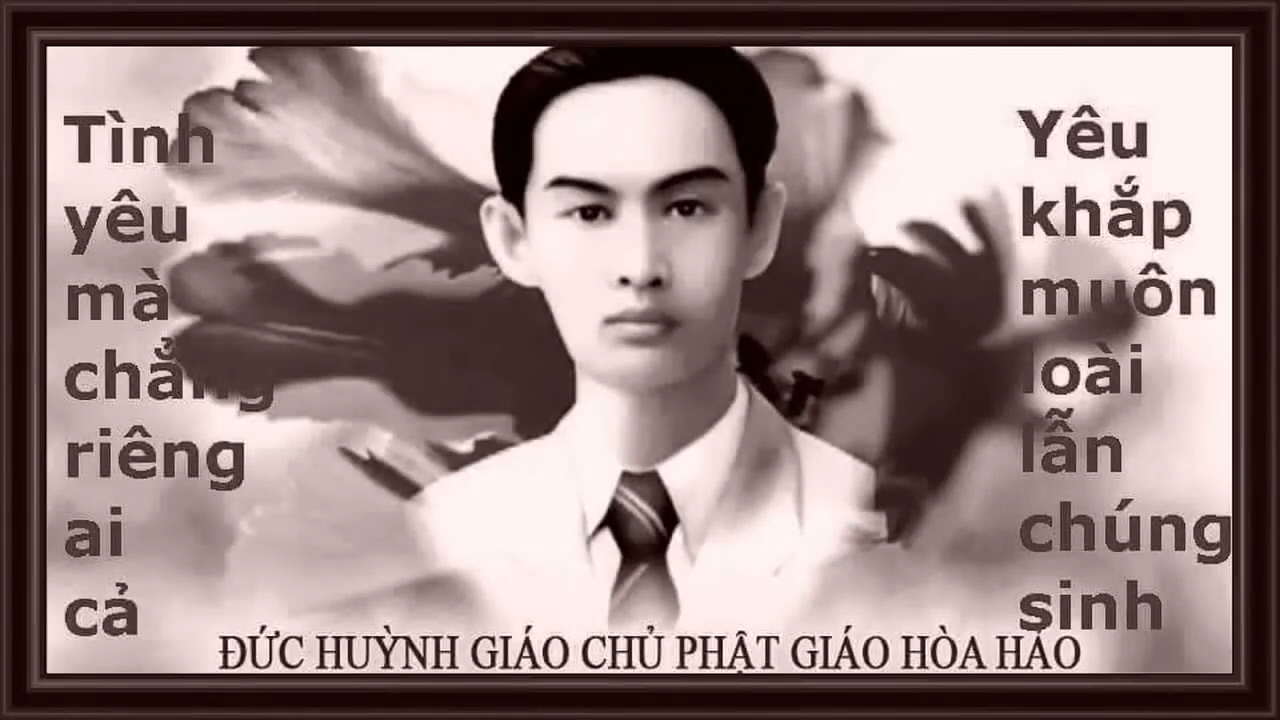 Tình
yêu
mà
chẳng
riêng
ai
cả
Yêu
khắp
muôn
loài
lẫn
chúng
sinh
ĐỨC HUỲNH GIÁO CHỦ PHẬT GIÁO HÒA HẢO